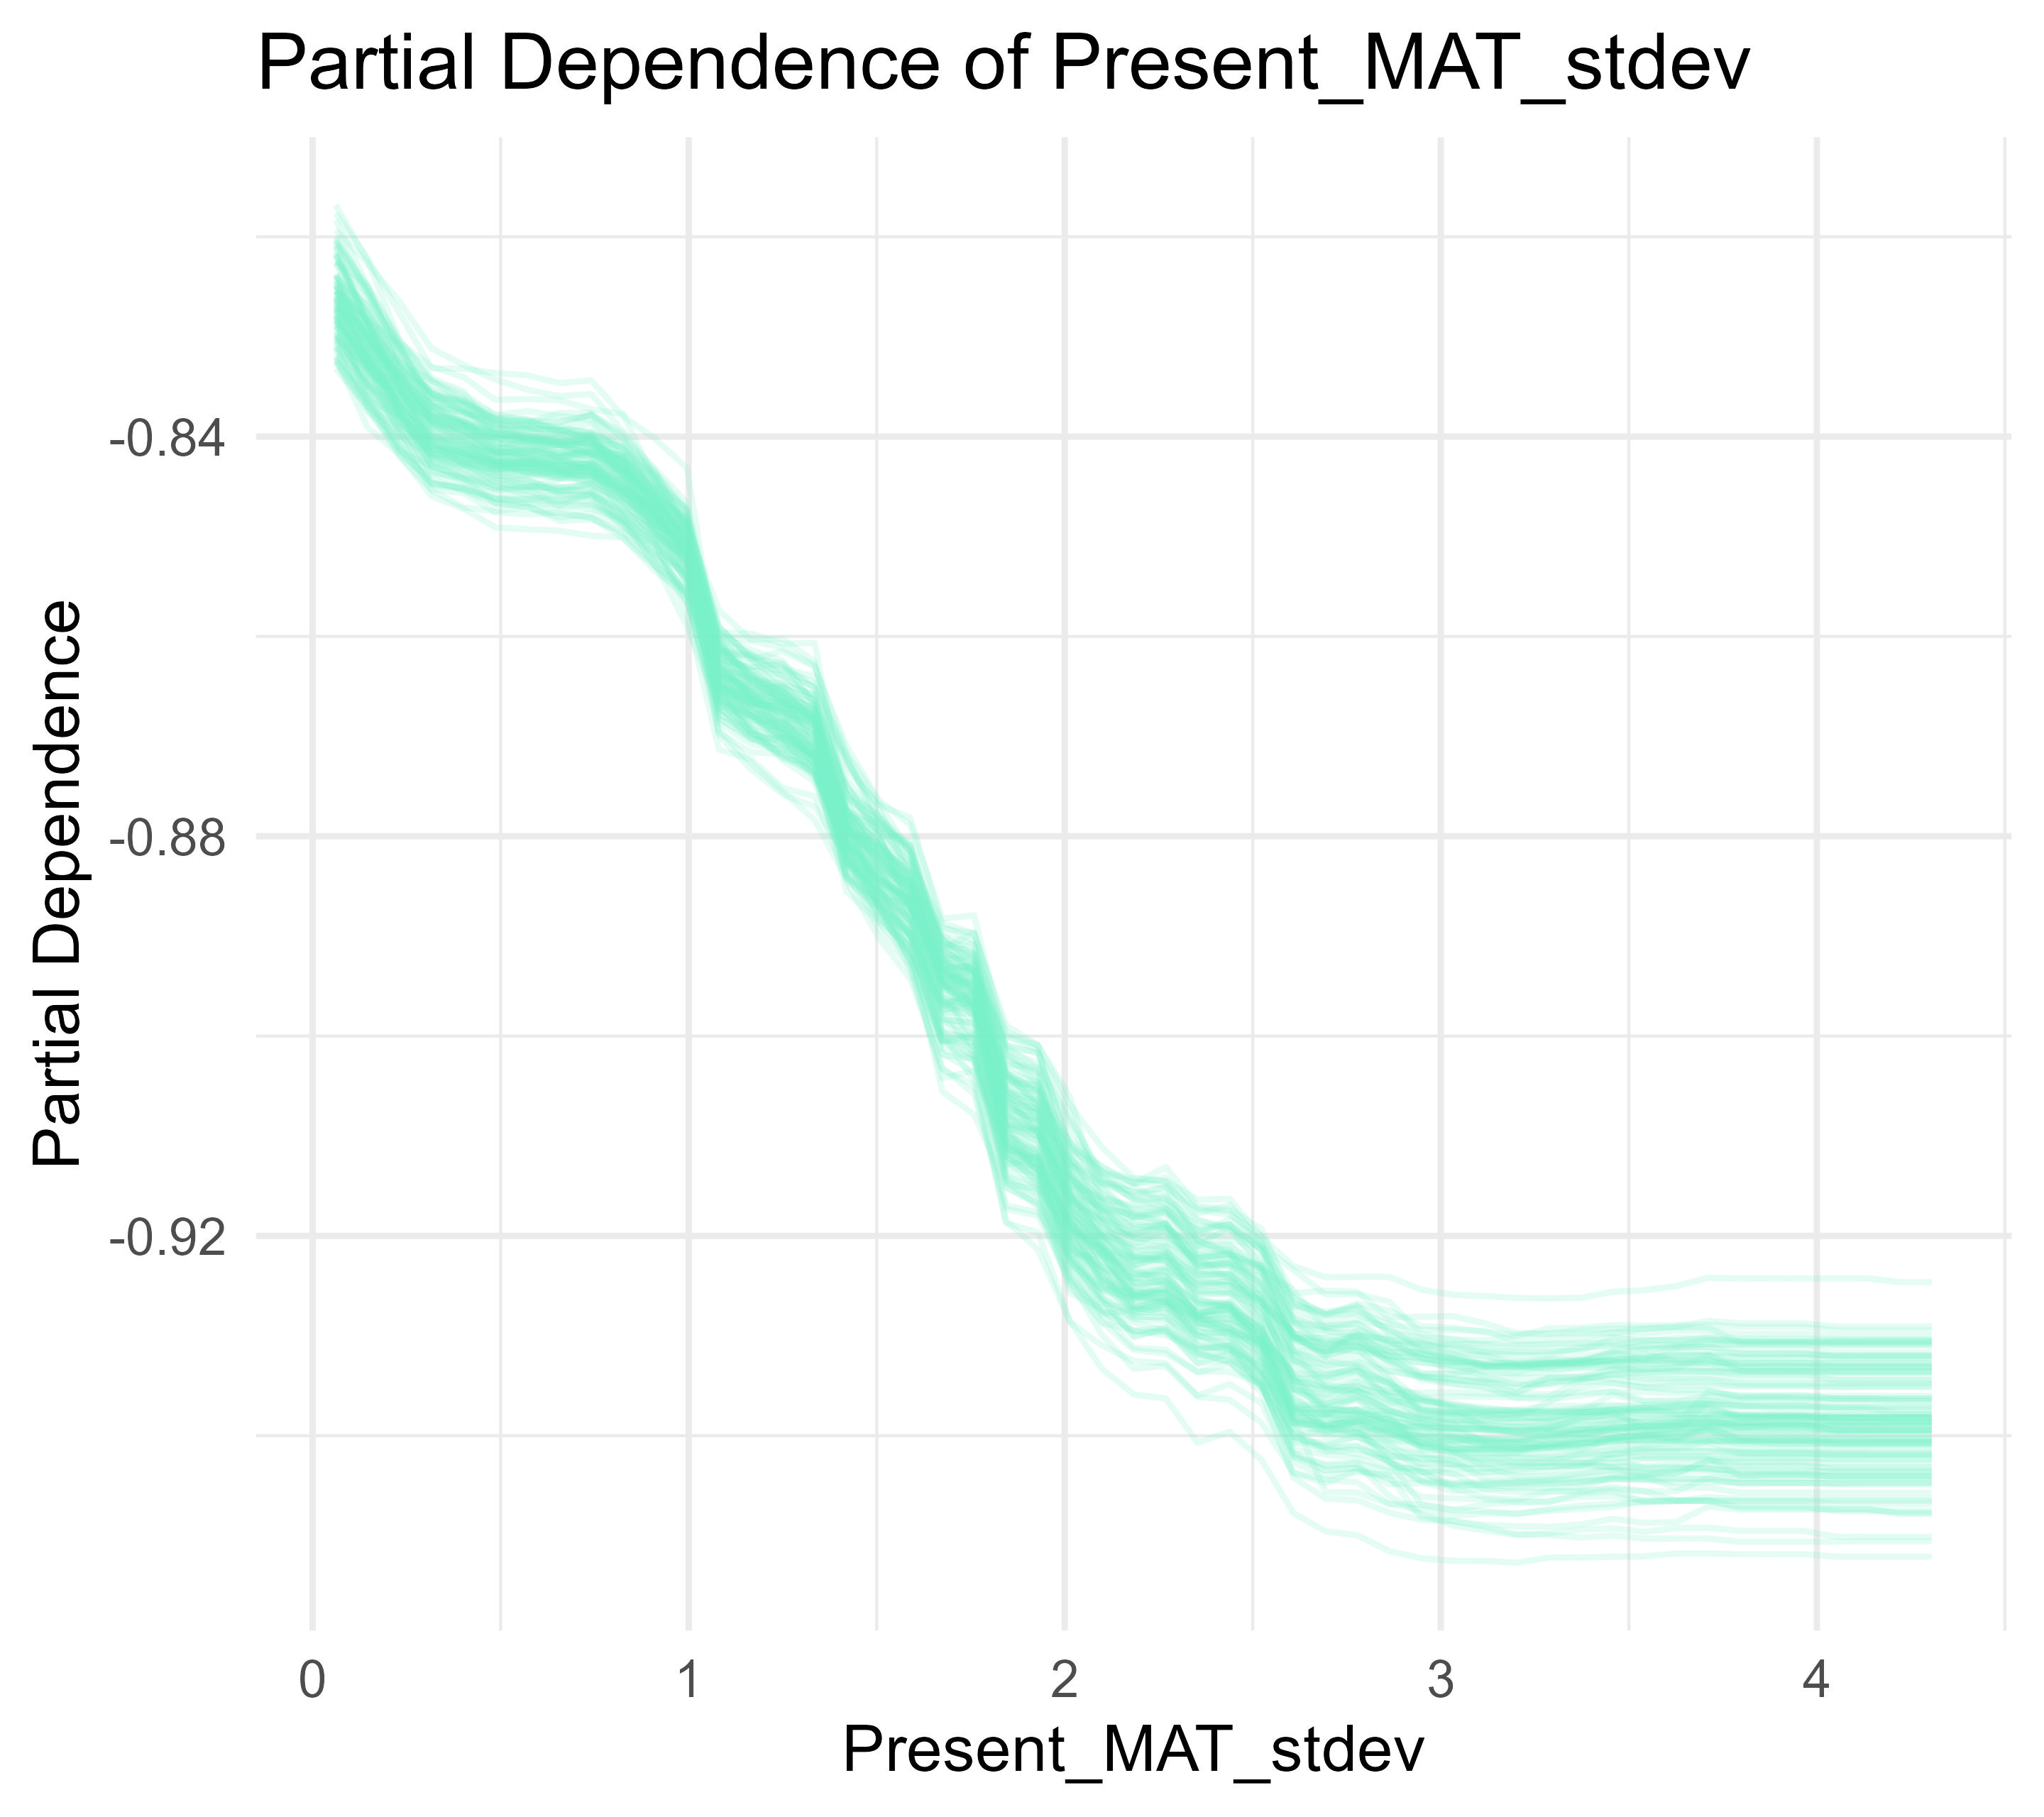 Partial Dependence of Present_MAT_stdev
Partial Dependence
-0.84
-0.88
-0.92
0 1 2 3 4
Present_MAT_stdev